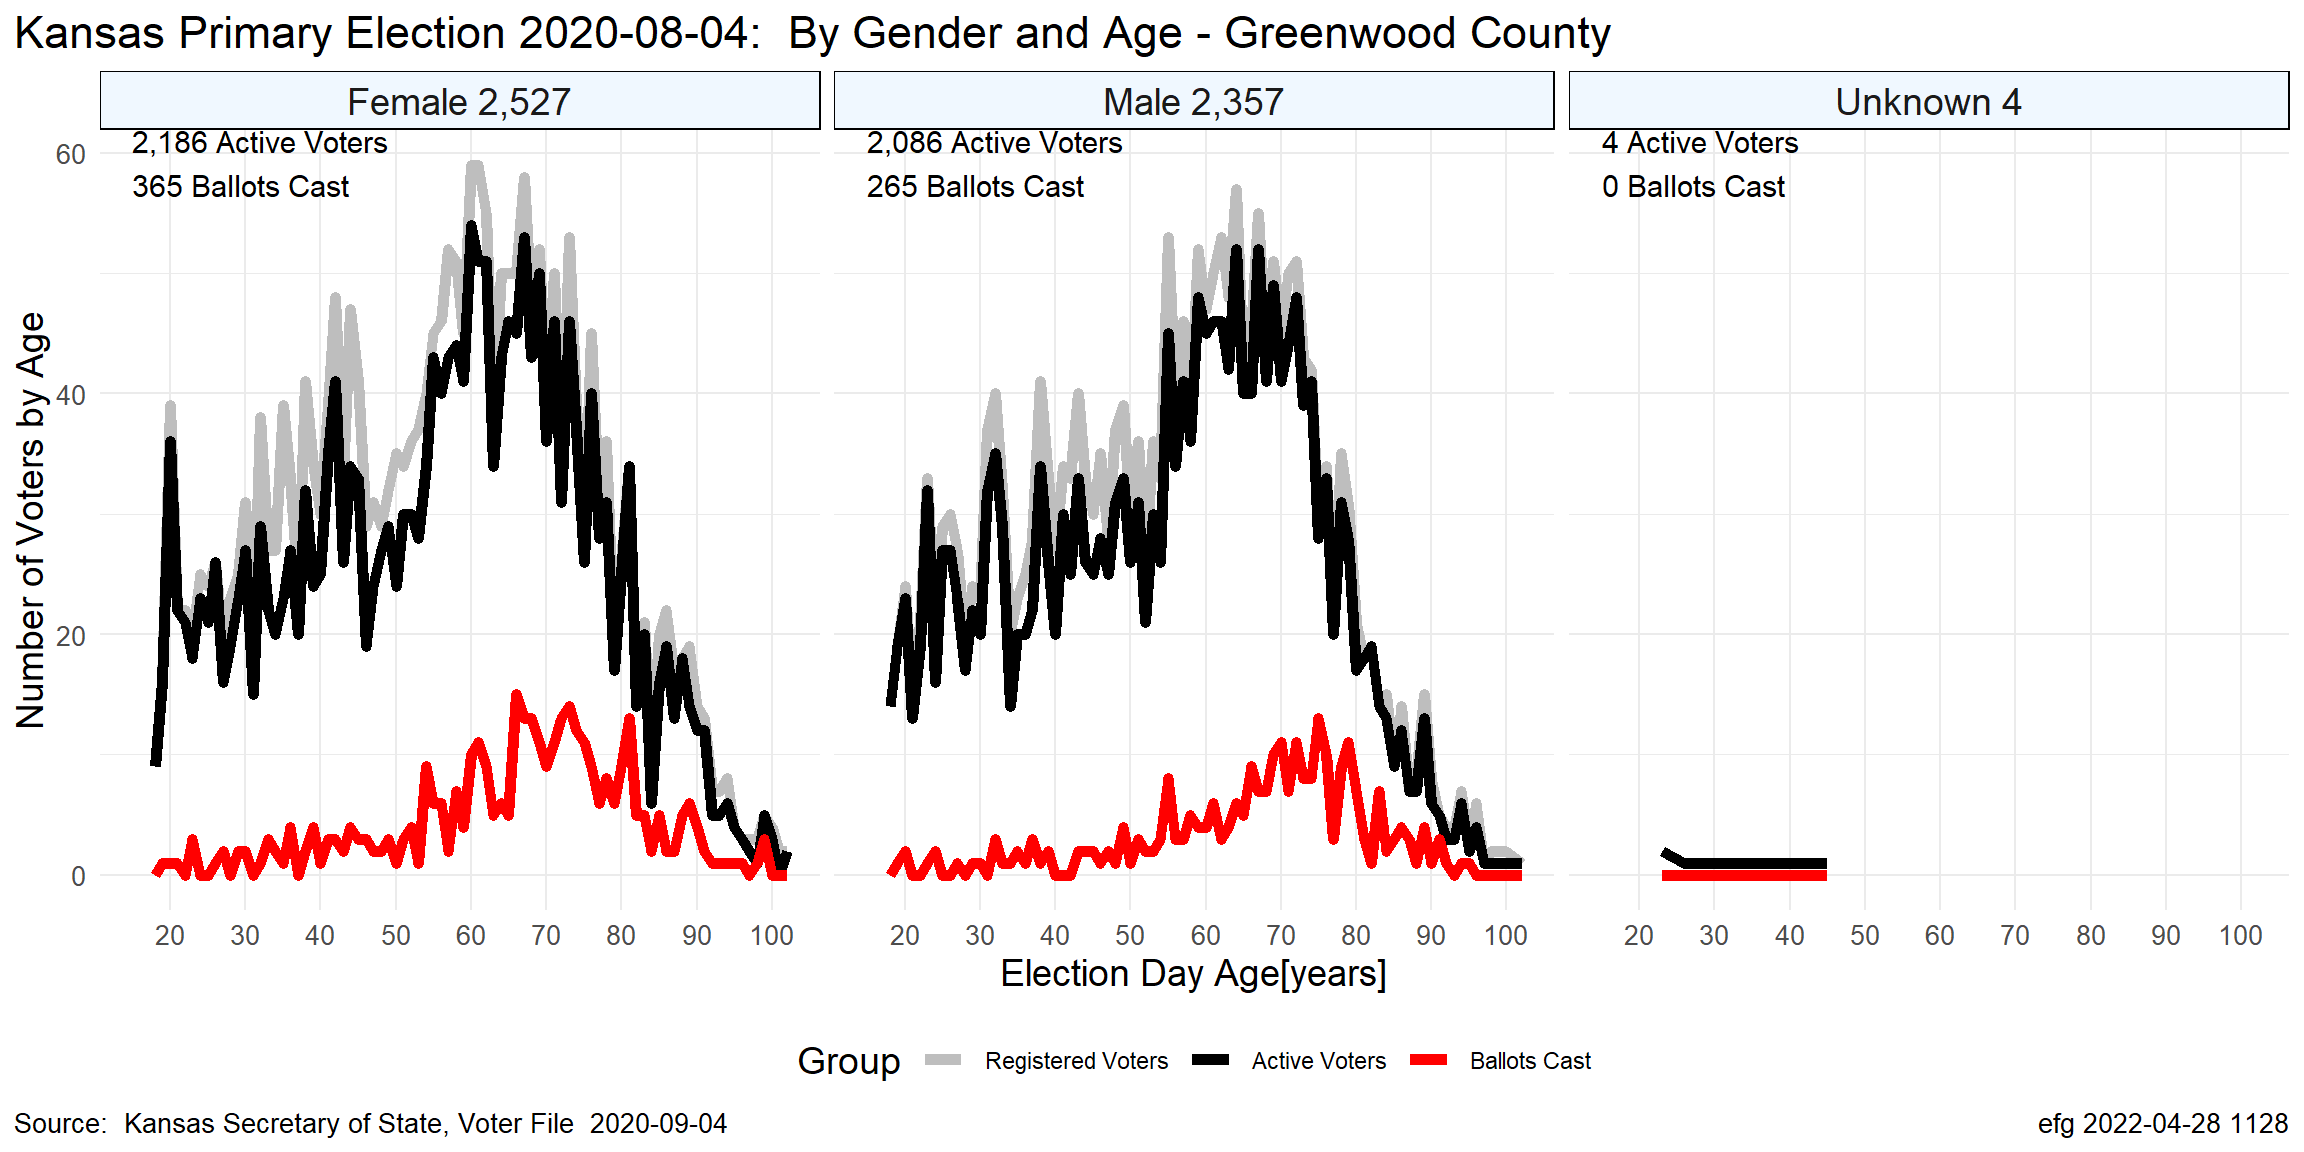 Kansas Primary Election 2020-08-04:  By Gender and Age - Greenwood County
Female 2,527
Male 2,357
Unknown 4
2,186 Active Voters
365 Ballots Cast
2,086 Active Voters
265 Ballots Cast
4 Active Voters
0 Ballots Cast
Number of Voters by Age
60
40
20
0
20 30 40 50 60 70 80 90 100
20 30 40 50 60 70 80 90 100
20 30 40 50 60 70 80 90 100
Election Day Age[years]
Group Registered Voters Active Voters Ballots Cast
Source:  Kansas Secretary of State, Voter File  2020-09-04
efg 2022-04-28 1128